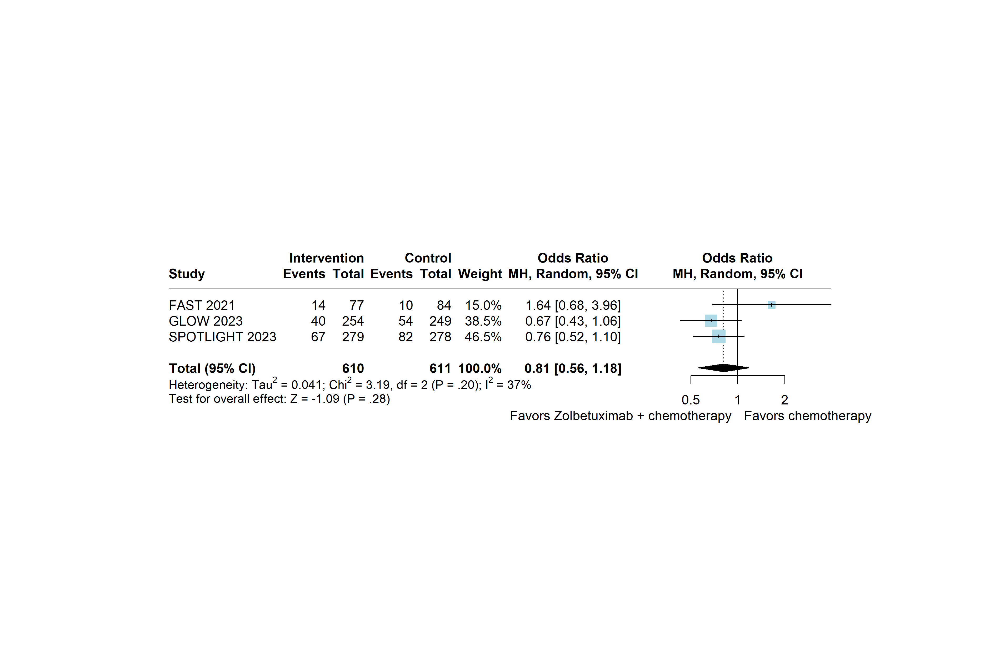 Intervention Control Odds Ratio Odds Ratio
Study Events Total Events Total Weight MH, Random, 95% CI MH, Random, 95% CI
FAST 2021 14 77 10 84 15.0% 1.64 [0.68, 3.96]
GLOW 2023 40 254 54 249 38.5% 0.67 [0.43, 1.06]
SPOTLIGHT 2023 67 279 82 278 46.5% 0.76 [0.52, 1.10]
Total (95% CI) 610 611 100.0% 0.81 [0.56, 1.18]
Heterogeneity: Tau² = 0.041; Chi² = 3.19, df = 2 (P = .20); I² = 37%
Test for overall effect: Z = -1.09 (P = .28)
0.5 1 2
Favors Zolbetuximab + chemotherapy Favors chemotherapy